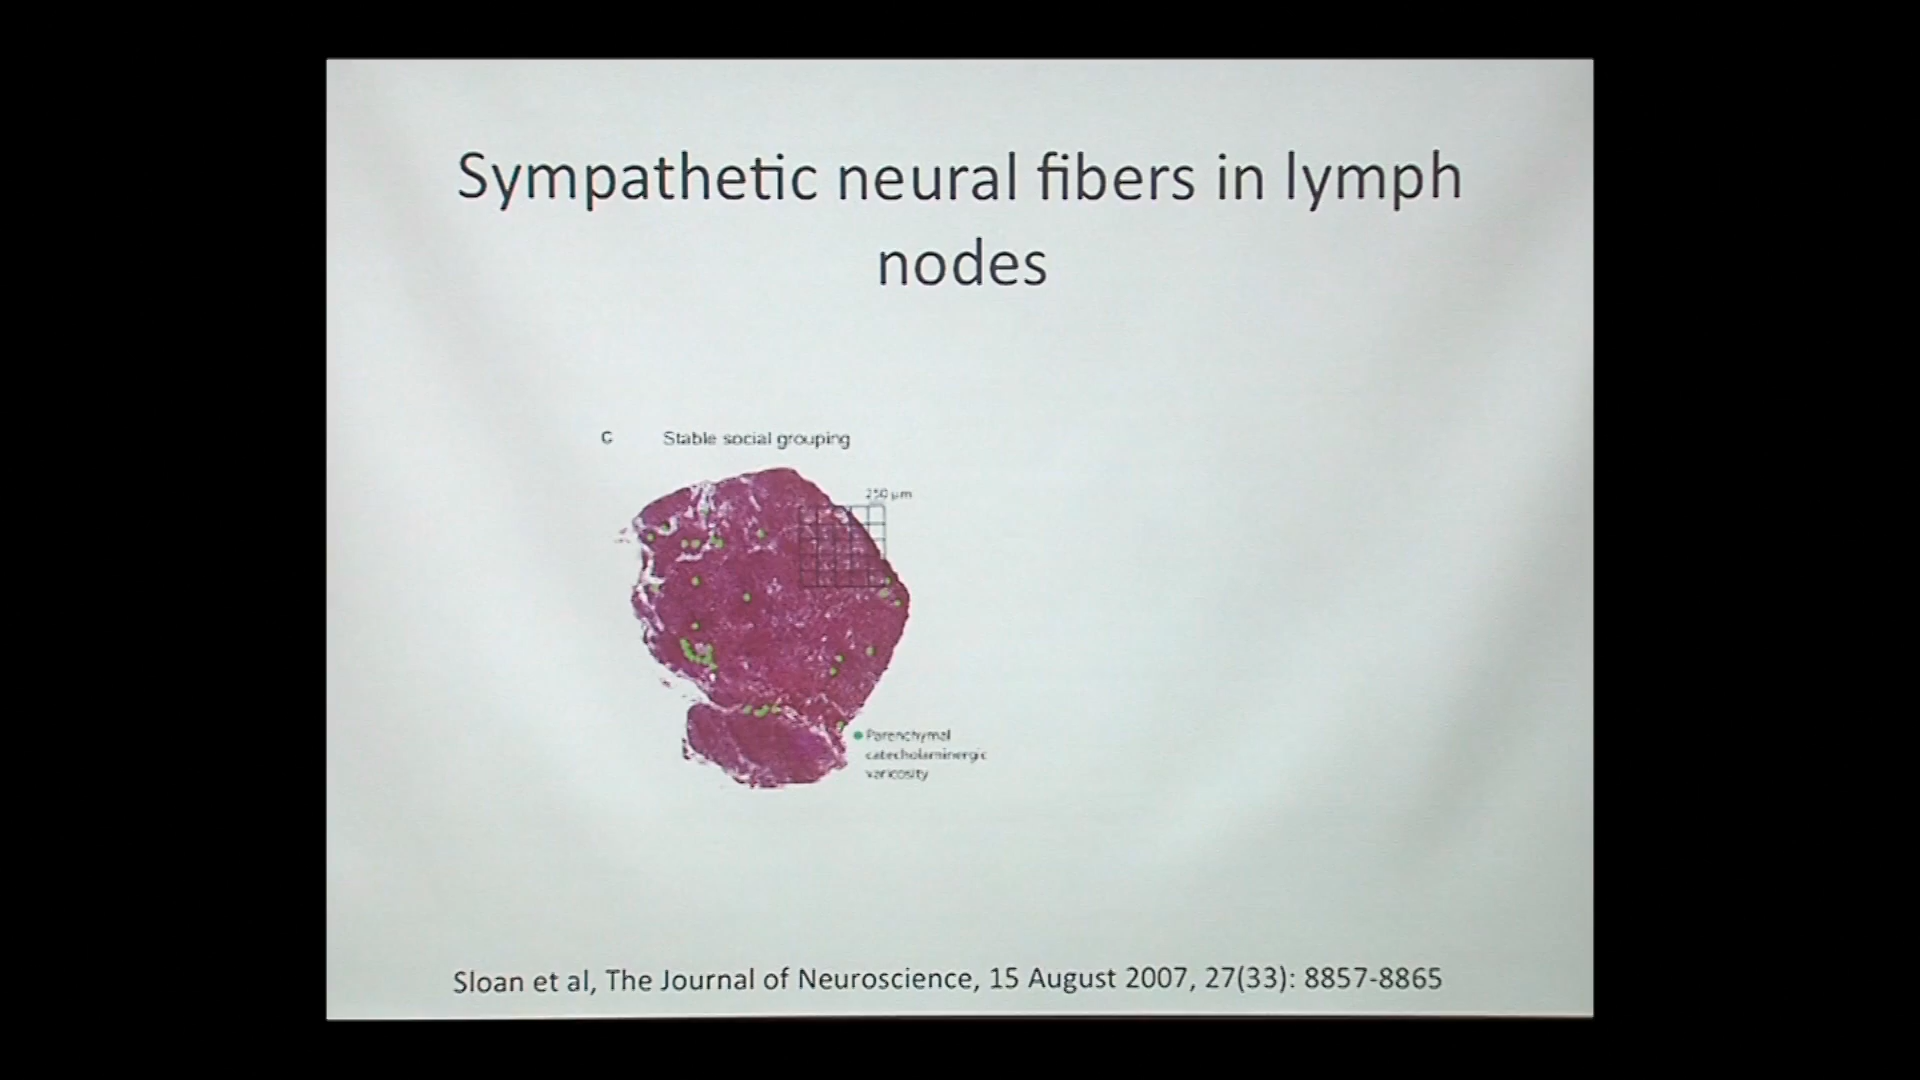 Sympathetic neural fibers in lymph
nodes
C Stable social grouping
250 µm
Parenchymal
catecholaminergic
varicosity
Sloan et al, The Journal of Neuroscience, 15 August 2007, 27(33): 8857-8865